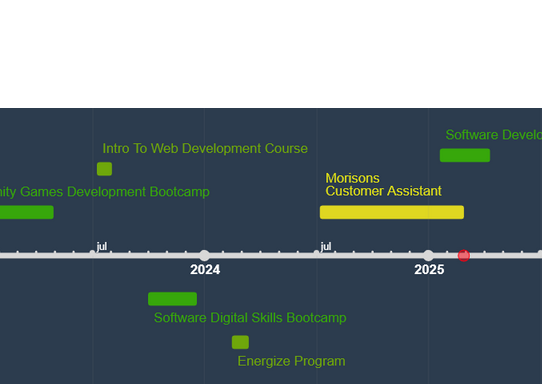 Software Develo
Intro To Web Development Course
Morisons
Customer Assistant
nity Games Development Bootcamp
jul
jul
2024
2025
Software Digital Skills Bootcamp
Energize Program